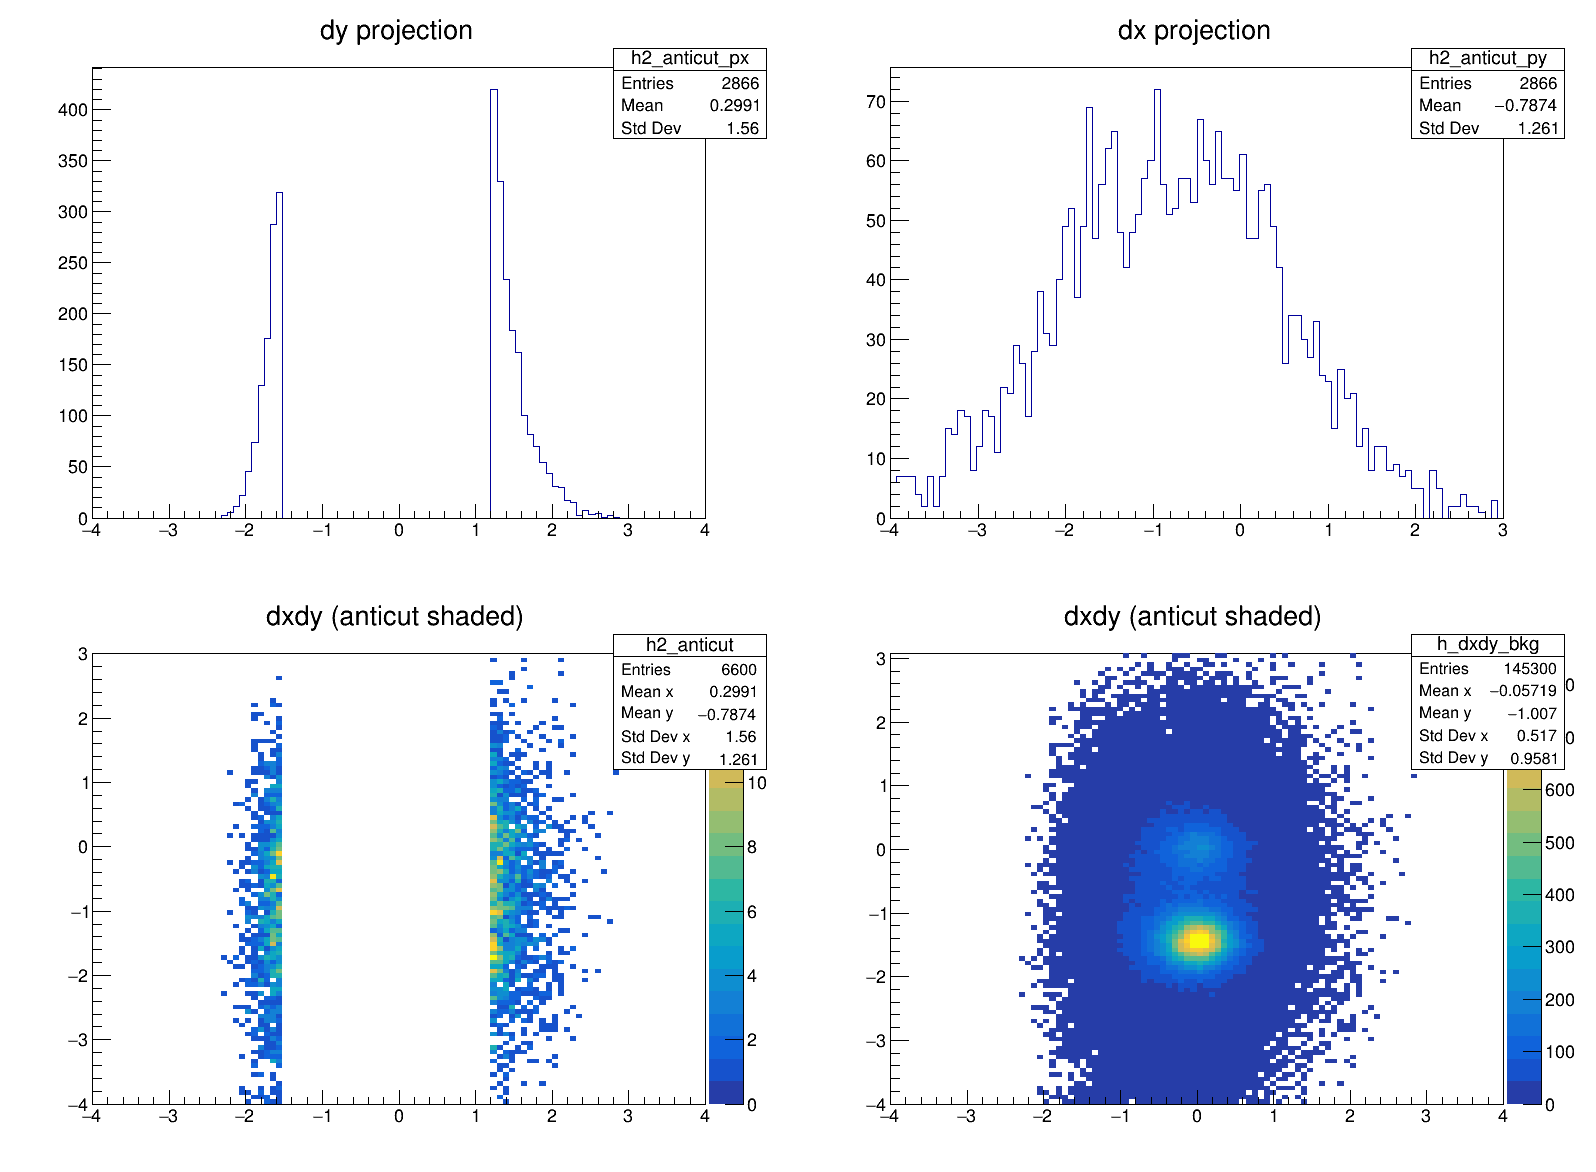 dy projection
h2_anticut_px
Entries 2866
Mean 0.2991
Std Dev 1.56
400
350
300
250
200
150
100
50
0
−4 −3 −2 −1 0 1 2 3 4
dx projection
h2_anticut_py
Entries 2866
Mean −0.7874
Std Dev 1.261
70
60
50
40
30
20
10
0
−4 −3 −2 −1 0 1 2 3
dxdy (anticut shaded)
h2_anticut
Entries 6600
Mean x 0.2991
Mean y −0.7874
Std Dev x 1.56
Std Dev y 1.261
3
2
1
0
−1
−2
−3
−4
−4 −3 −2 −1 0 1 2 3 4
10
8
6
4
2
0
dxdy (anticut shaded)
h_dxdy_bkg
Entries 145300
Mean x −0.05719
Mean y −1.007
Std Dev x 0.517
Std Dev y 0.9581
3
2
1
0
−1
−2
−3
−4
−4 −3 −2 −1 0 1 2 3 4
0
0
600
500
400
300
200
100
0